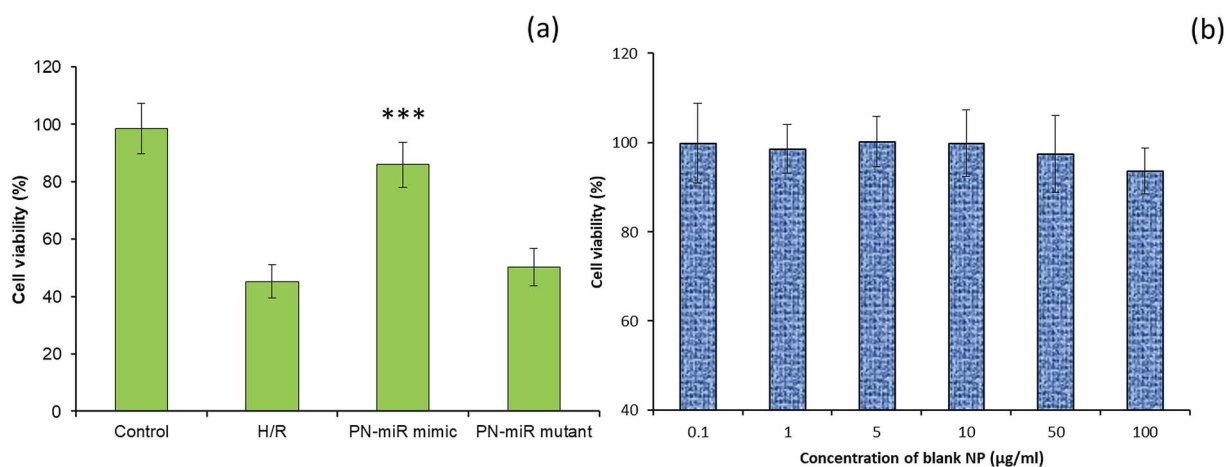 (a)
120
100
80
60
40
20
0
Cell viability (%)
***
Control H/R PN-miR mimic PN-miR mutant
(b)
120
100
80
60
40
Cell viability (%)
0.1 1 5 10 50 100
Concentration of blank NP (µg/ml)